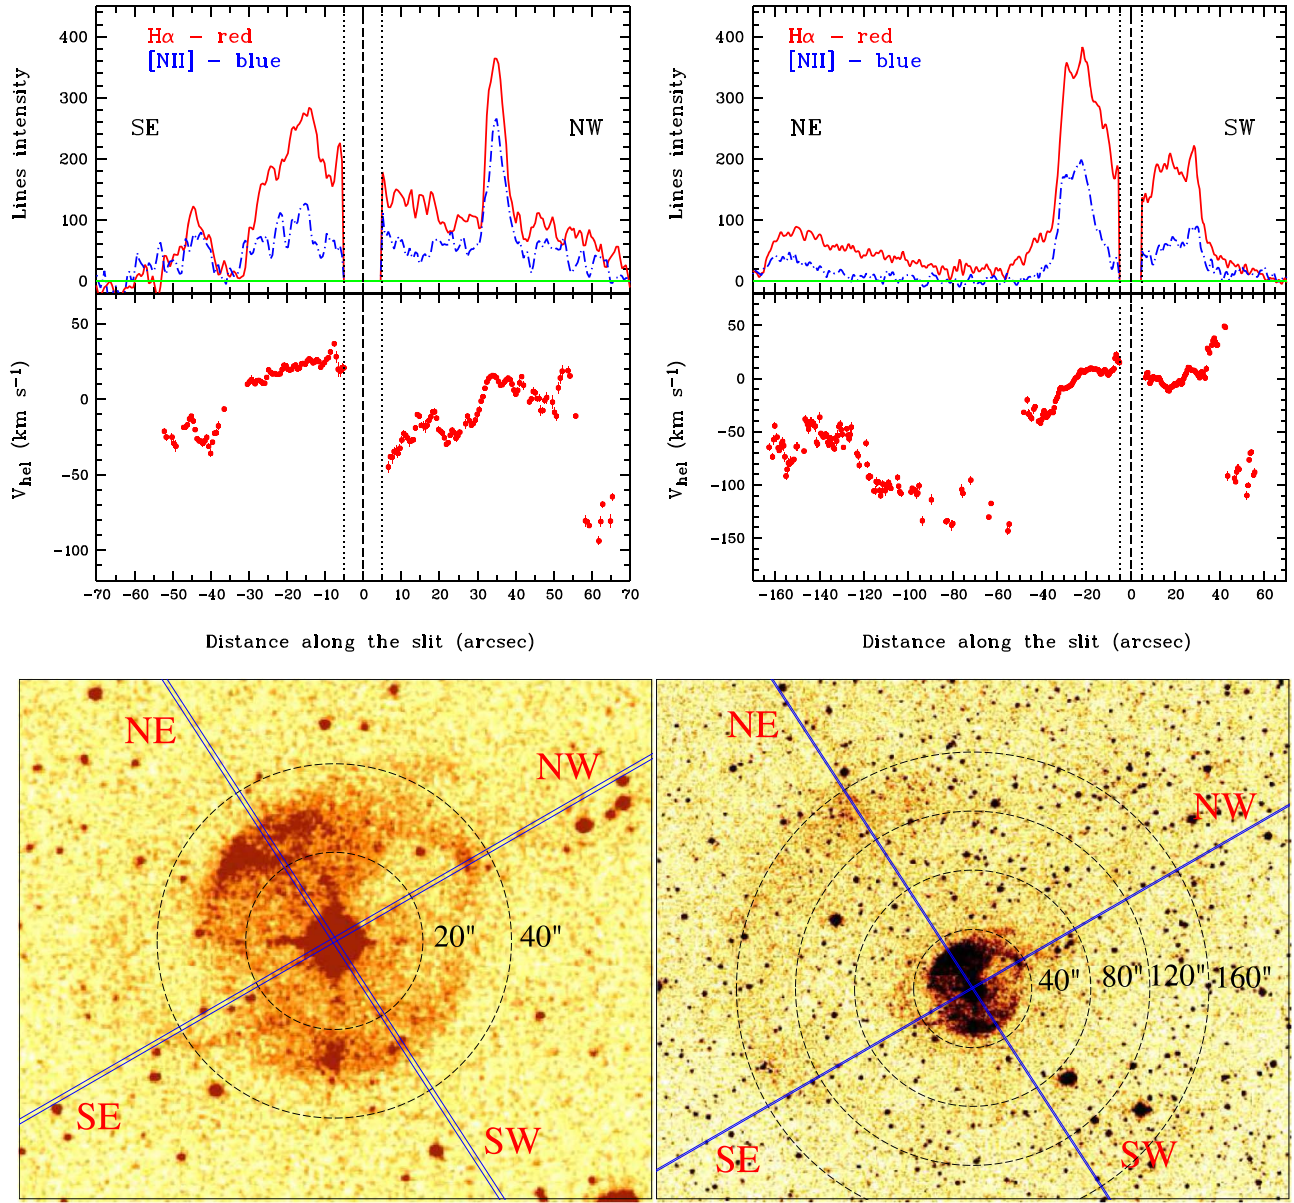 400
300
200
100
0
Lines intensity
Hα − red
[NII] − blue
SE
NW
50
0
−50
−100
V_hel (km s⁻¹)
−70 −60 −50 −40 −30 −20 −10 0 10 20 30 40 50 60 70
Distance along the slit (arcsec)
400
300
200
100
0
Lines intensity
Hα − red
[NII] − blue
NE
SW
50
0
−50
−100
−150
V_hel (km s⁻¹)
−160 −140 −120 −100 −80 −60 −40 −20 0 20 40 60
Distance along the slit (arcsec)
NE
NW
20" 40"
SE
SW
NE
NW
40" 80" 120" 160"
SE
SW